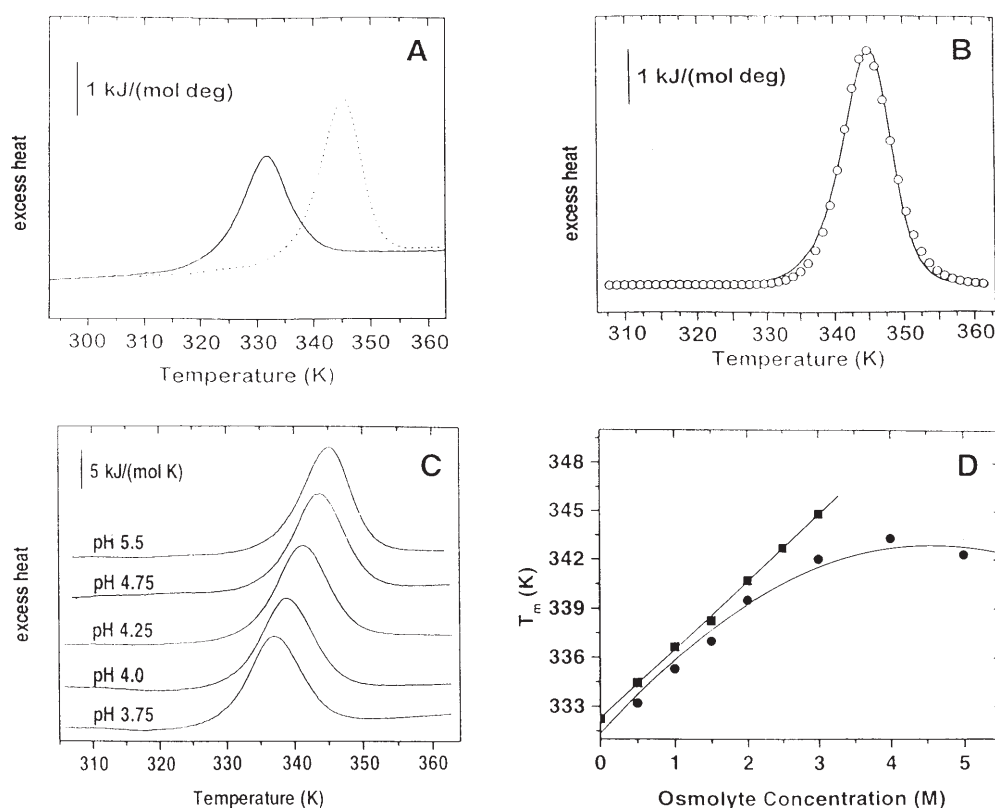 A
1 kJ/(mol deg)
excess heat
300 310 320 330 340 350 360
Temperature (K)
B
1 kJ/(mol deg)
excess heat
310 320 330 340 350 360
Temperature (K)
C
5 kJ/(mol K)
pH 5.5
pH 4.75
pH 4.25
pH 4.0
pH 3.75
excess heat
310 320 330 340 350 360
Temperature (K)
D
348
345
342
339
336
333
Tm (K)
0 1 2 3 4 5
Osmolyte Concentration (M)